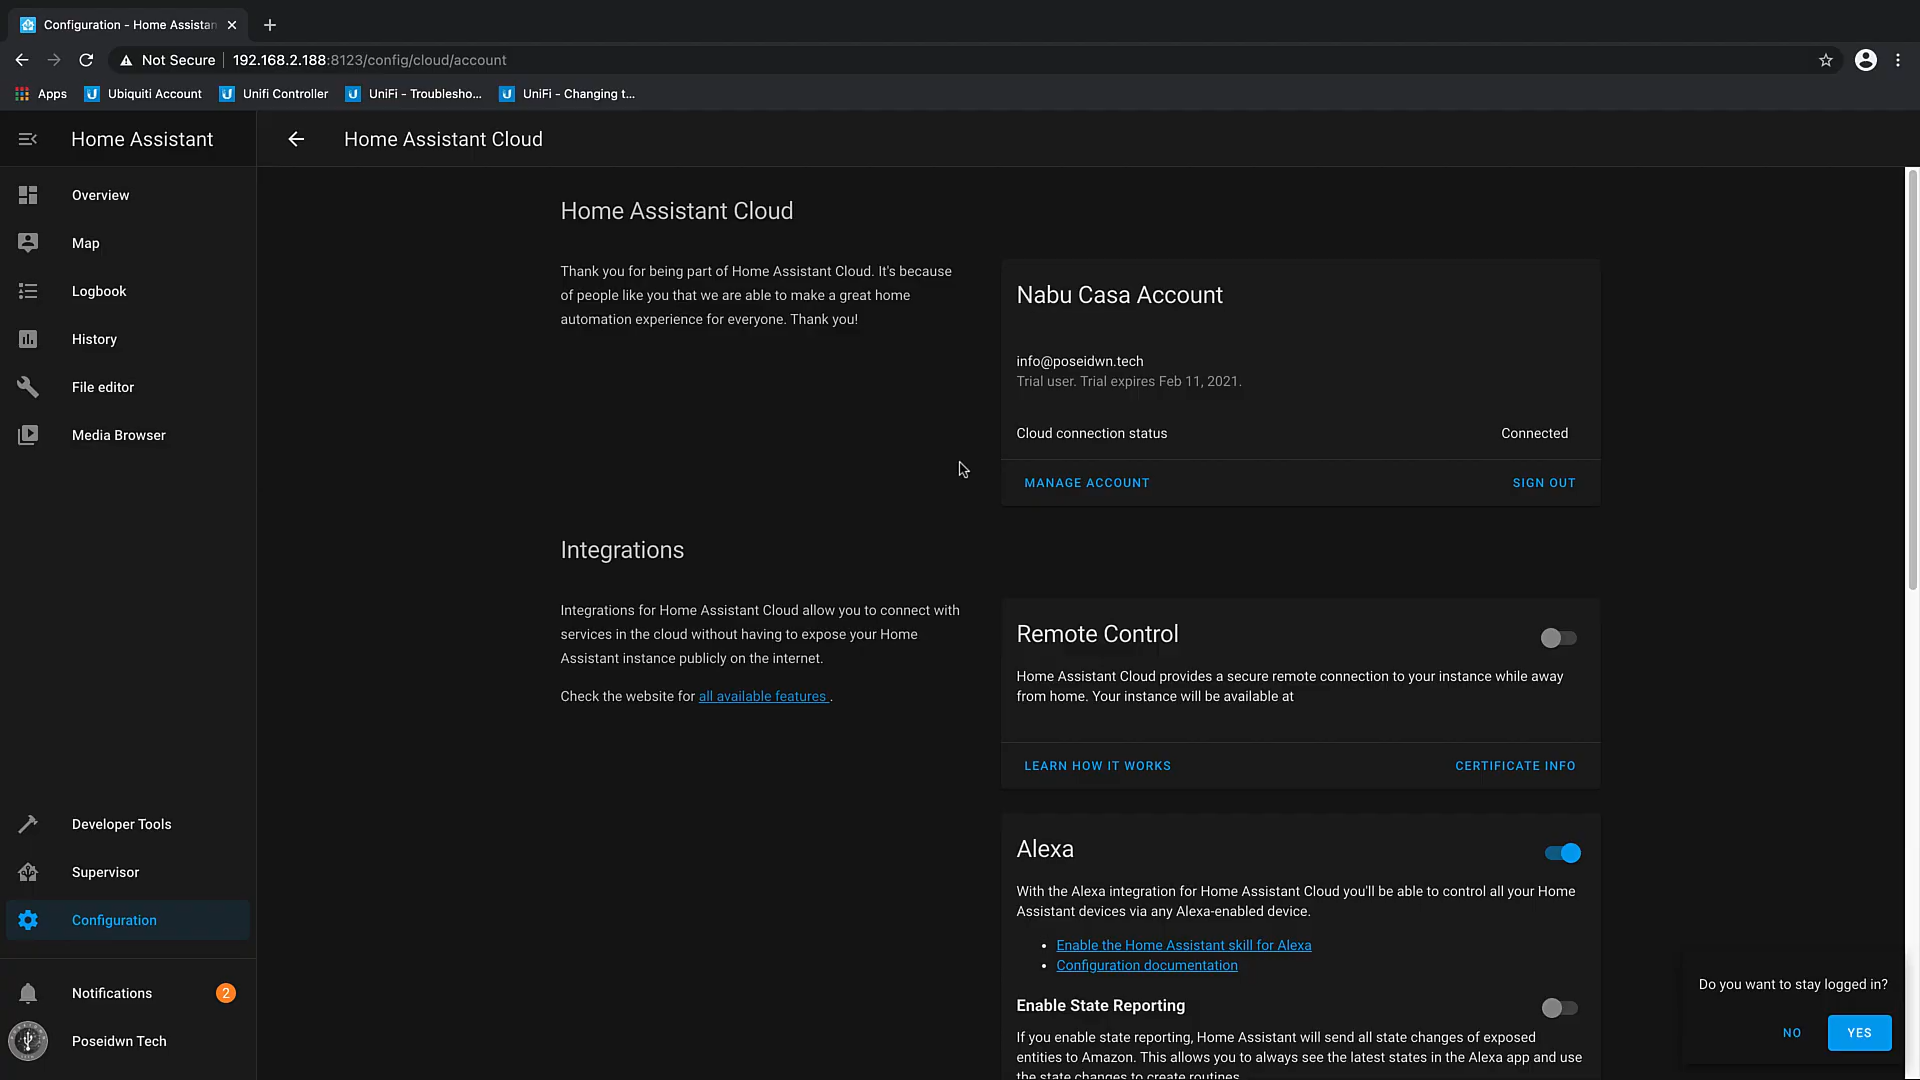 Configuration - Home Assistan
Not Secure
192.168.2.188:8123/config/cloud/account
Apps
Ubiquiti Account
Unifi Controller
UniFi - Troublesho...
UniFi - Changing t...
Home Assistant
Home Assistant Cloud
Overview
Map
Logbook
History
File editor
Media Browser
Developer Tools
Supervisor
Configuration
Notifications
2
Poseidwn Tech
Home Assistant Cloud
Thank you for being part of Home Assistant Cloud. It's because
of people like you that we are able to make a great home
automation experience for everyone. Thank you!
Nabu Casa Account
info@poseidwn.tech
Trial user. Trial expires Feb 11, 2021.
Cloud connection status
Connected
MANAGE ACCOUNT
SIGN OUT
Integrations
Integrations for Home Assistant Cloud allow you to connect with
services in the cloud without having to expose your Home
Assistant instance publicly on the internet.
Check the website for all available features .
Remote Control
Home Assistant Cloud provides a secure remote connection to your instance while away
from home. Your instance will be available at
LEARN HOW IT WORKS
CERTIFICATE INFO
Alexa
With the Alexa integration for Home Assistant Cloud you'll be able to control all your Home
Assistant devices via any Alexa-enabled device.
• Enable the Home Assistant skill for Alexa
• Configuration documentation
Enable State Reporting
If you enable state reporting, Home Assistant will send all state changes of exposed
entities to Amazon. This allows you to always see the latest states in the Alexa app and use
the state changes to create routines.
Do you want to stay logged in?
NO
YES